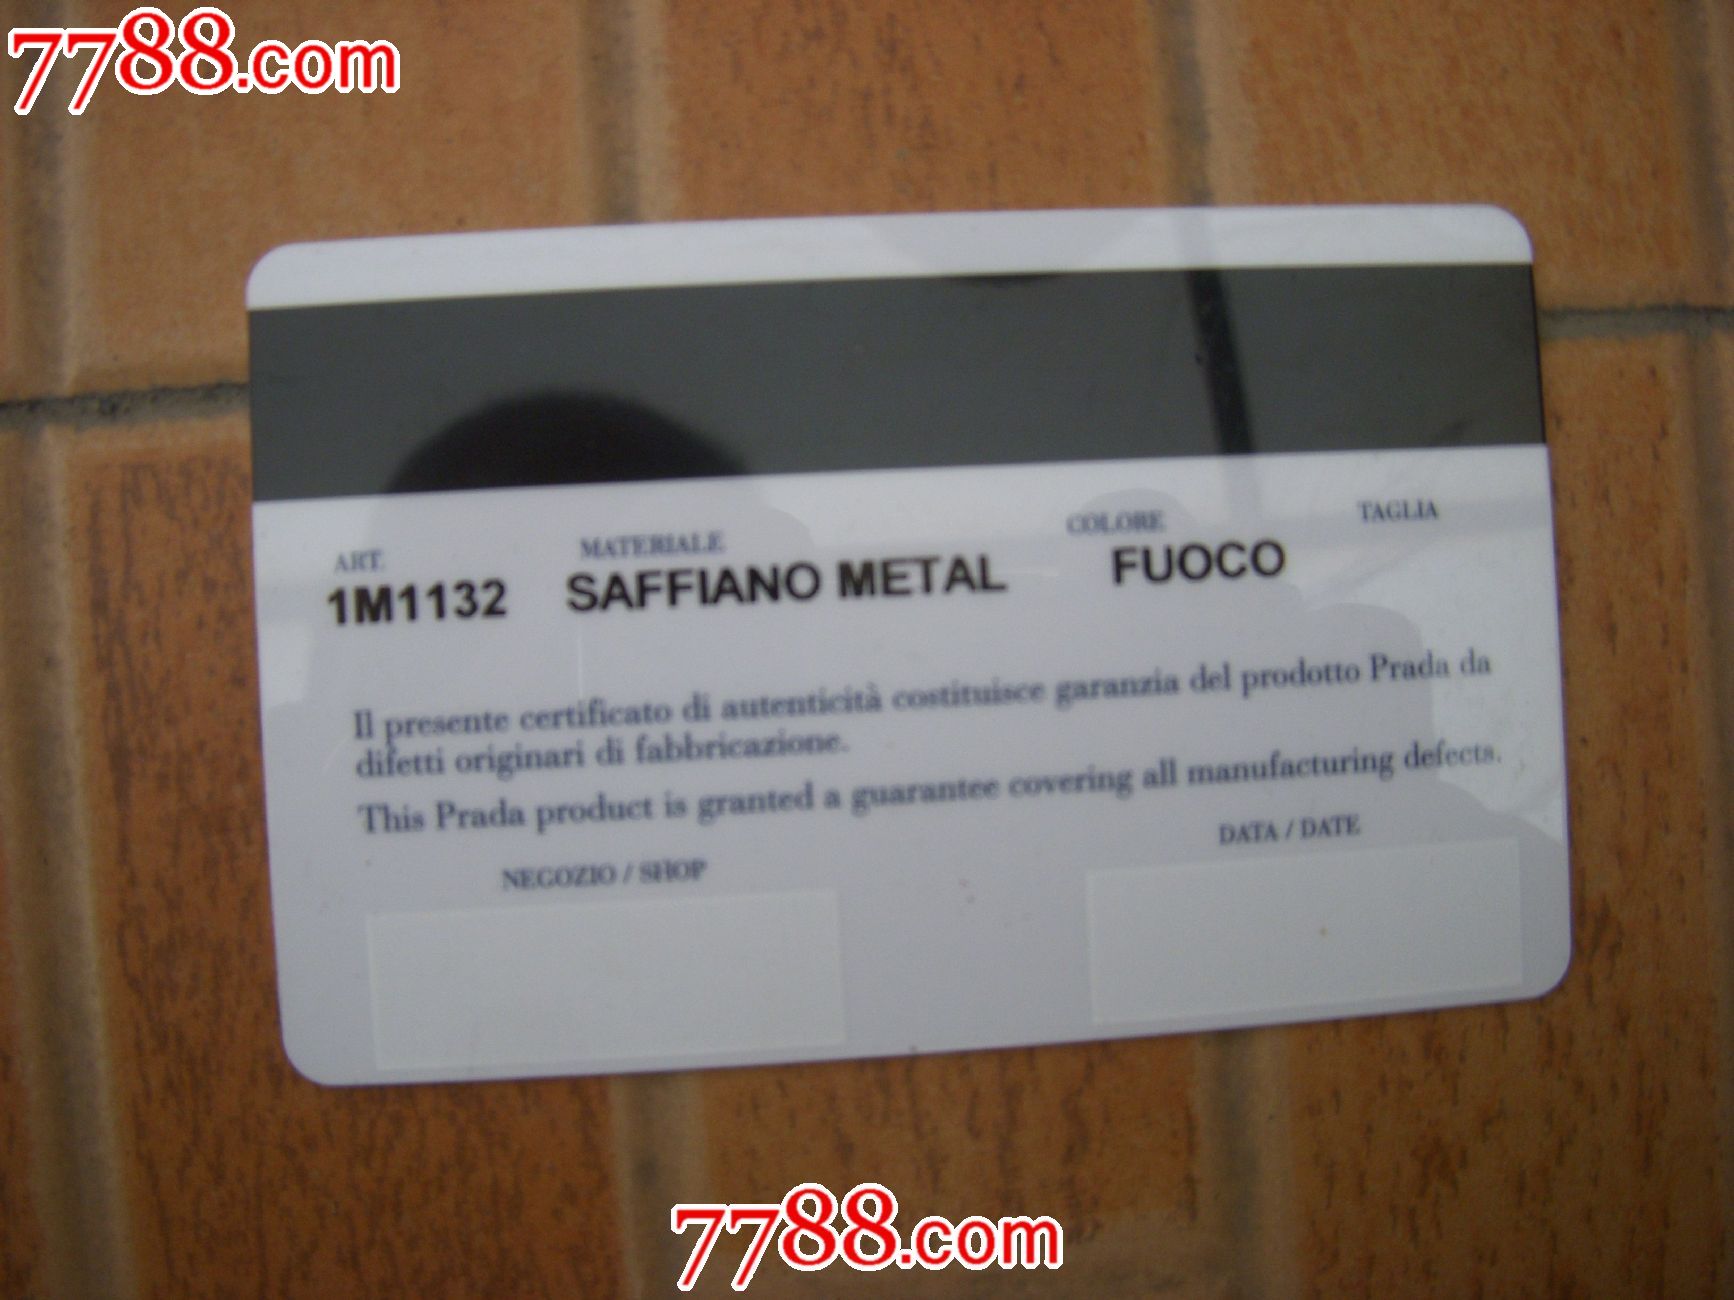 7788.com
ART. MATERIALE COLORE TAGLIA
1M1132 SAFFIANO METAL FUOCO
Il presente certificato di autenticità costituisce garanzia del prodotto Prada da
difetti originari di fabbricazione.
This Prada product is granted a guarantee covering all manufacturing defects.
NEGOZIO / SHOP DATA / DATE
7788.com